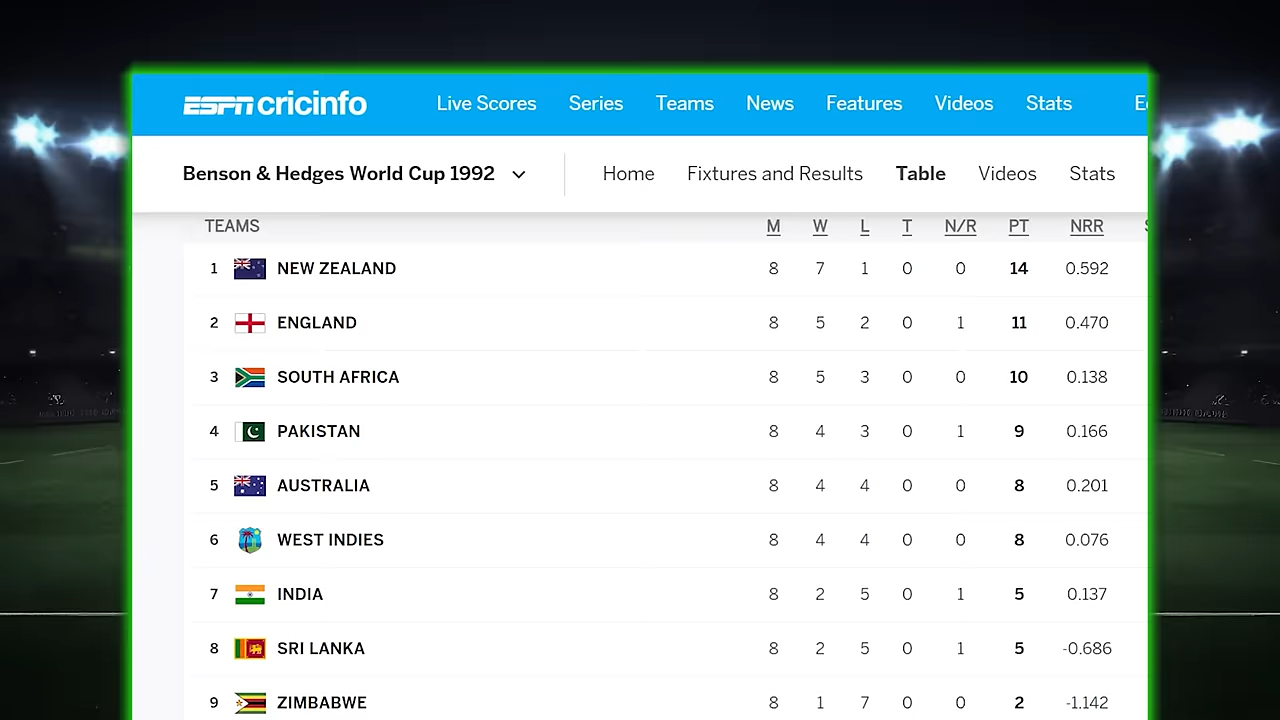 ESPN cricinfo Live Scores Series Teams News Features Videos Stats
Benson & Hedges World Cup 1992 Home Fixtures and Results Table Videos Stats
TEAMS M W L T N/R PT NRR
1 NEW ZEALAND 8 7 1 0 0 14 0.592
2 ENGLAND 8 5 2 0 1 11 0.470
3 SOUTH AFRICA 8 5 3 0 0 10 0.138
4 PAKISTAN 8 4 3 0 1 9 0.166
5 AUSTRALIA 8 4 4 0 0 8 0.201
6 WEST INDIES 8 4 4 0 0 8 0.076
7 INDIA 8 2 5 0 1 5 0.137
8 SRI LANKA 8 2 5 0 1 5 -0.686
9 ZIMBABWE 8 1 7 0 0 2 -1.142